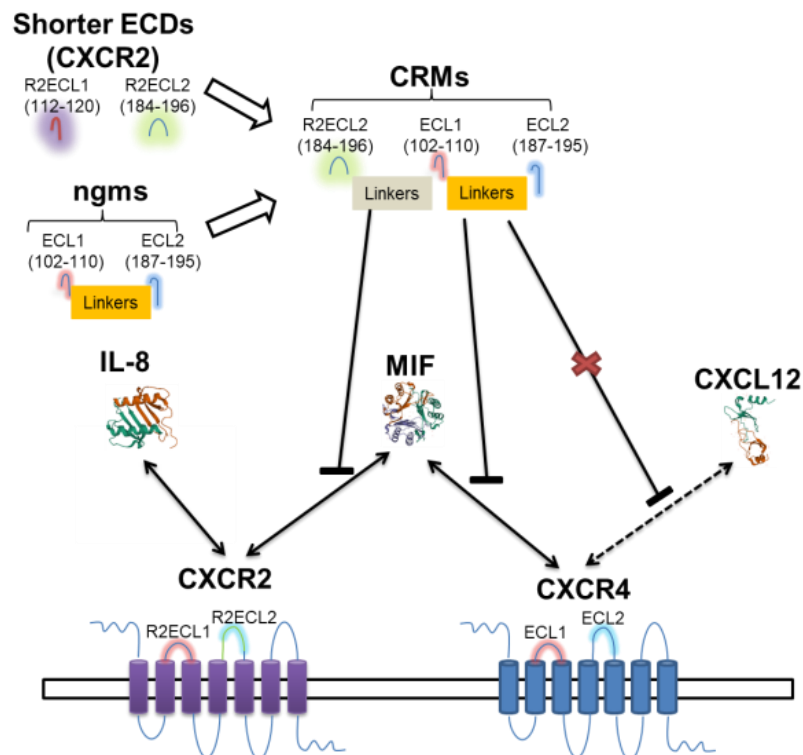 Shorter ECDs
(CXCR2)
R2ECL1 R2ECL2
(112-120) (184-196)
CRMs
R2ECL2 ECL1 ECL2
(184-196) (102-110) (187-195)
Linkers Linkers
ngms
ECL1 ECL2
(102-110) (187-195)
Linkers
IL-8
MIF
CXCL12
CXCR2
CXCR4
R2ECL1 R2ECL2
ECL1 ECL2